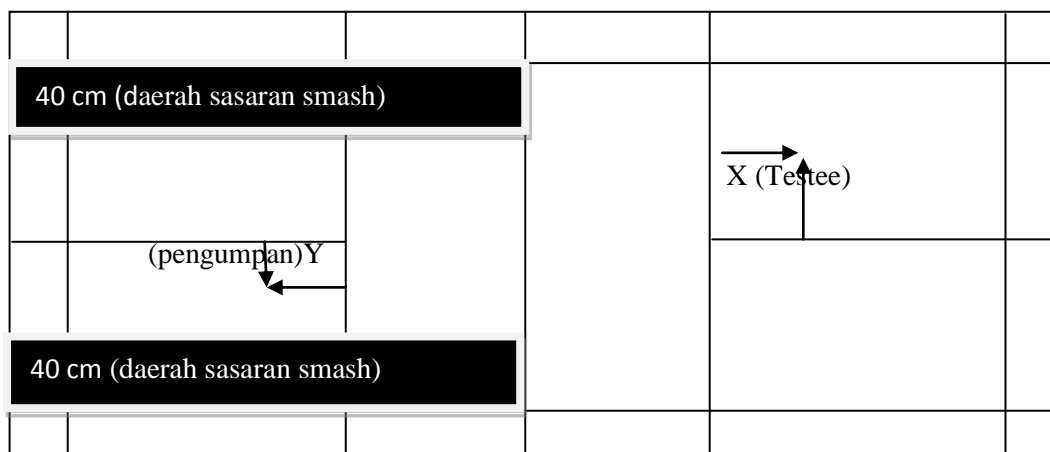 40 cm (daerah sasaran smash)
X (Testee)
(pengumpan)Y
40 cm (daerah sasaran smash)